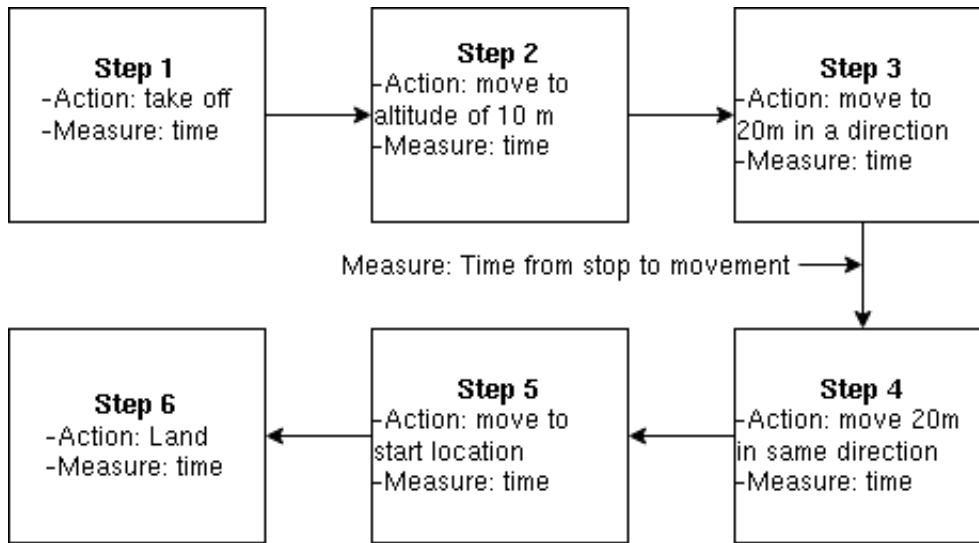 Step 1
-Action: take off
-Measure: time
Step 2
-Action: move to
altitude of 10 m
-Measure: time
Step 3
-Action: move to
20m in a direction
-Measure: time
Measure: Time from stop to movement
Step 4
-Action: move 20m
in same direction
-Measure: time
Step 5
-Action: move to
start location
-Measure: time
Step 6
-Action: Land
-Measure: time